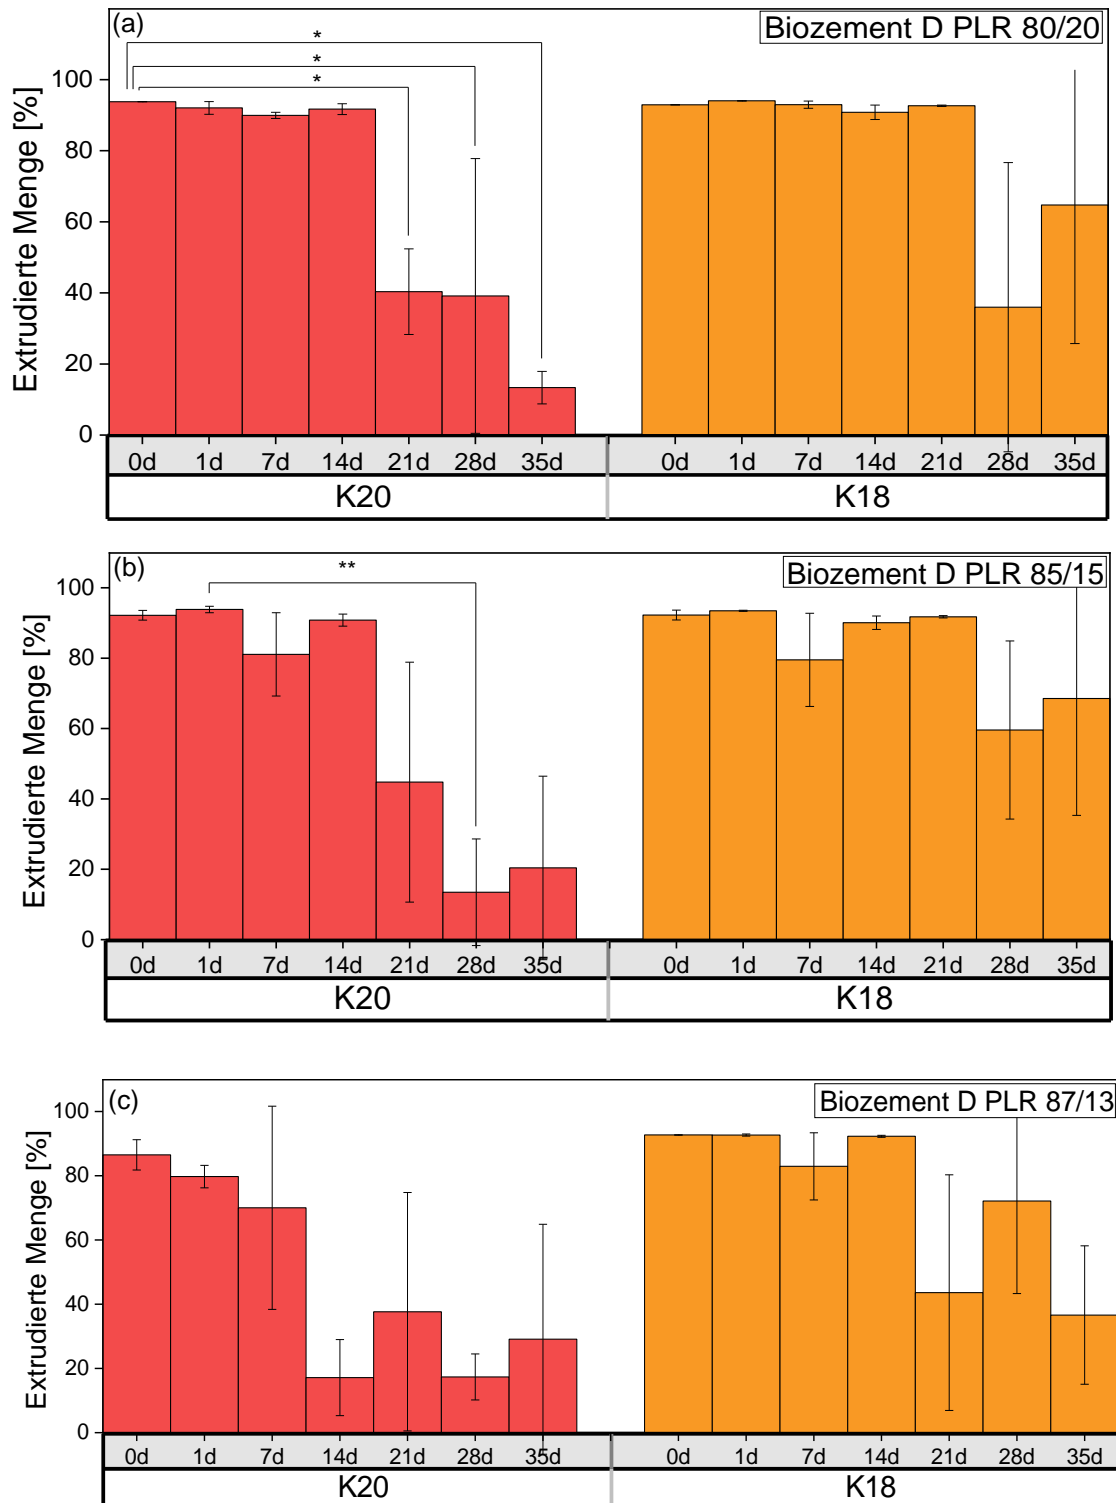 (a)
Biozement D PLR 80/20
*
*
*
Extrudierte Menge [%]
100
80
60
40
20
0
0d 1d 7d 14d 21d 28d 35d 0d 1d 7d 14d 21d 28d 35d
K20 K18
(b)
Biozement D PLR 85/15
**
Extrudierte Menge [%]
100
80
60
40
20
0
0d 1d 7d 14d 21d 28d 35d 0d 1d 7d 14d 21d 28d 35d
K20 K18
(c)
Biozement D PLR 87/13
Extrudierte Menge [%]
100
80
60
40
20
0
0d 1d 7d 14d 21d 28d 35d 0d 1d 7d 14d 21d 28d 35d
K20 K18